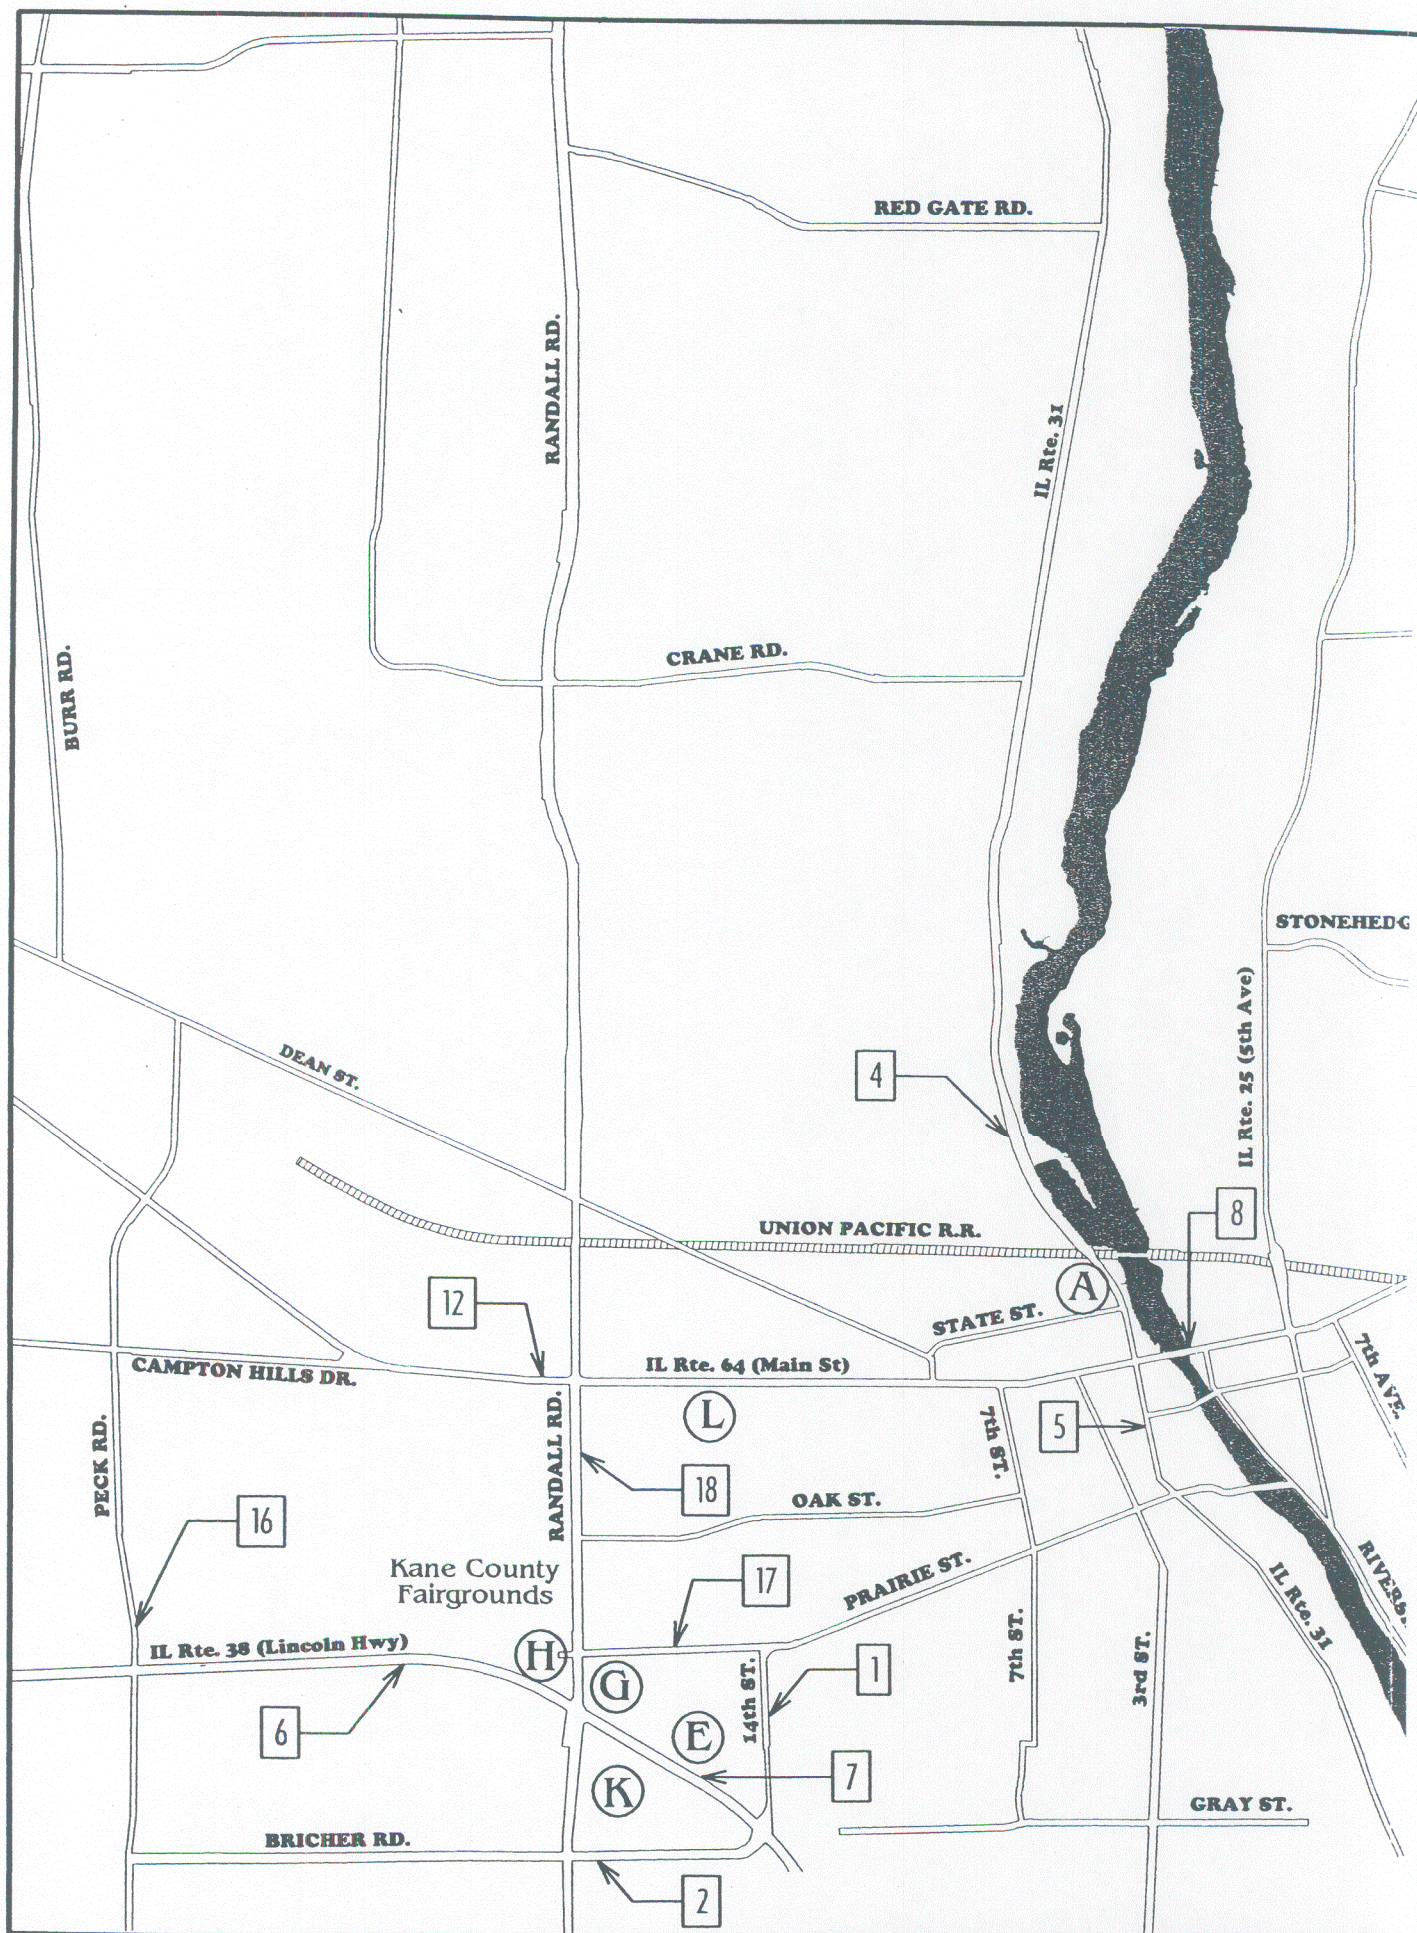 RED GATE RD.
RANDALL RD.
IL Rte. 31
CRANE RD.
BURR RD.
STONEHEDG
IL Rte. 25 (5th Ave)
DEAN ST.
4
UNION PACIFIC R.R.
8
12
A
STATE ST.
CAMPTON HILLS DR.
IL Rte. 64 (Main St)
7th AVE.
L
7th ST.
5
PECK RD.
RANDALL RD.
18
OAK ST.
16
Kane County
Fairgrounds
17
PRAIRIE ST.
IL Rte. 31
RIVERS
IL Rte. 38 (Lincoln Hwy)
H
G
14th ST.
1
7th ST.
3rd ST.
6
E
K
7
GRAY ST.
BRICHER RD.
2